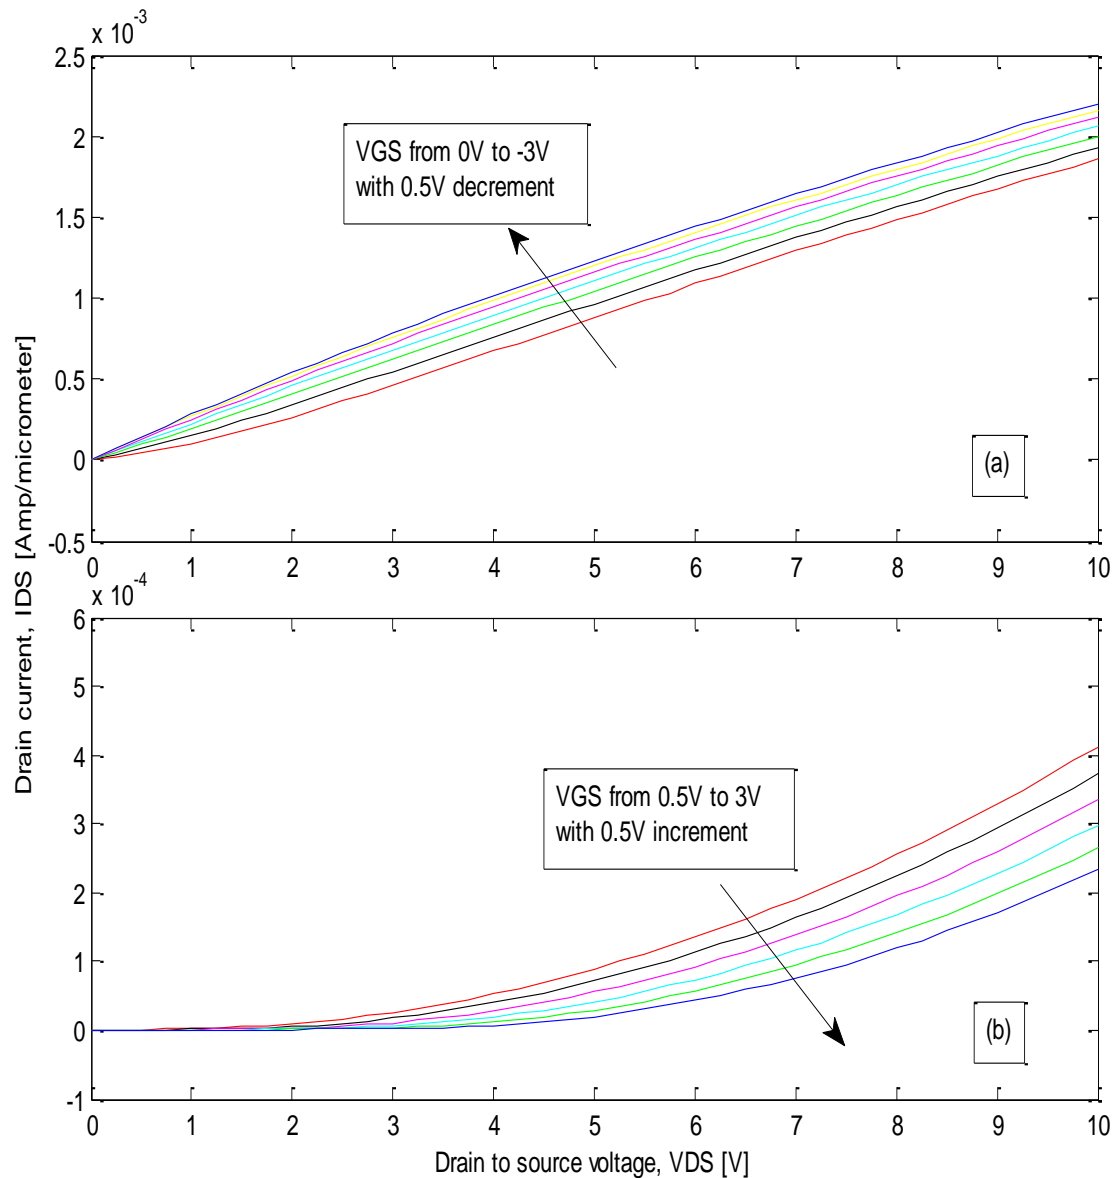 x 10^-3
2.5
2
1.5
1
0.5
0
-0.5
VGS from 0V to -3V
with 0.5V decrement
(a)
0 1 2 3 4 5 6 7 8 9 10
Drain current, IDS [Amp/micrometer]
x 10^-4
6
5
4
3
2
1
0
-1
VGS from 0.5V to 3V
with 0.5V increment
(b)
0 1 2 3 4 5 6 7 8 9 10
Drain to source voltage, VDS [V]